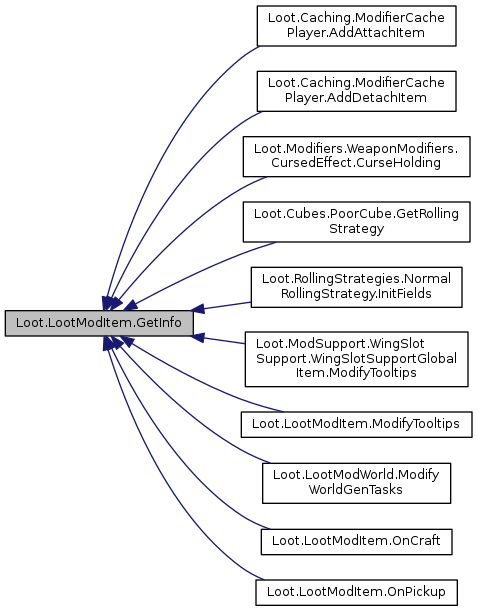 Loot.Caching.ModifierCache
Player.AddAttachItem
Loot.Caching.ModifierCache
Player.AddDetachItem
Loot.Modifiers.WeaponModifiers.
CursedEffect.CurseHolding
Loot.Cubes.PoorCube.GetRolling
Strategy
Loot.RollingStrategies.Normal
RollingStrategy.InitFields
Loot.LootModItem.GetInfo
Loot.ModSupport.WingSlot
Support.WingSlotSupportGlobal
Item.ModifyTooltips
Loot.LootModItem.ModifyTooltips
Loot.LootModWorld.Modify
WorldGenTasks
Loot.LootModItem.OnCraft
Loot.LootModItem.OnPickup